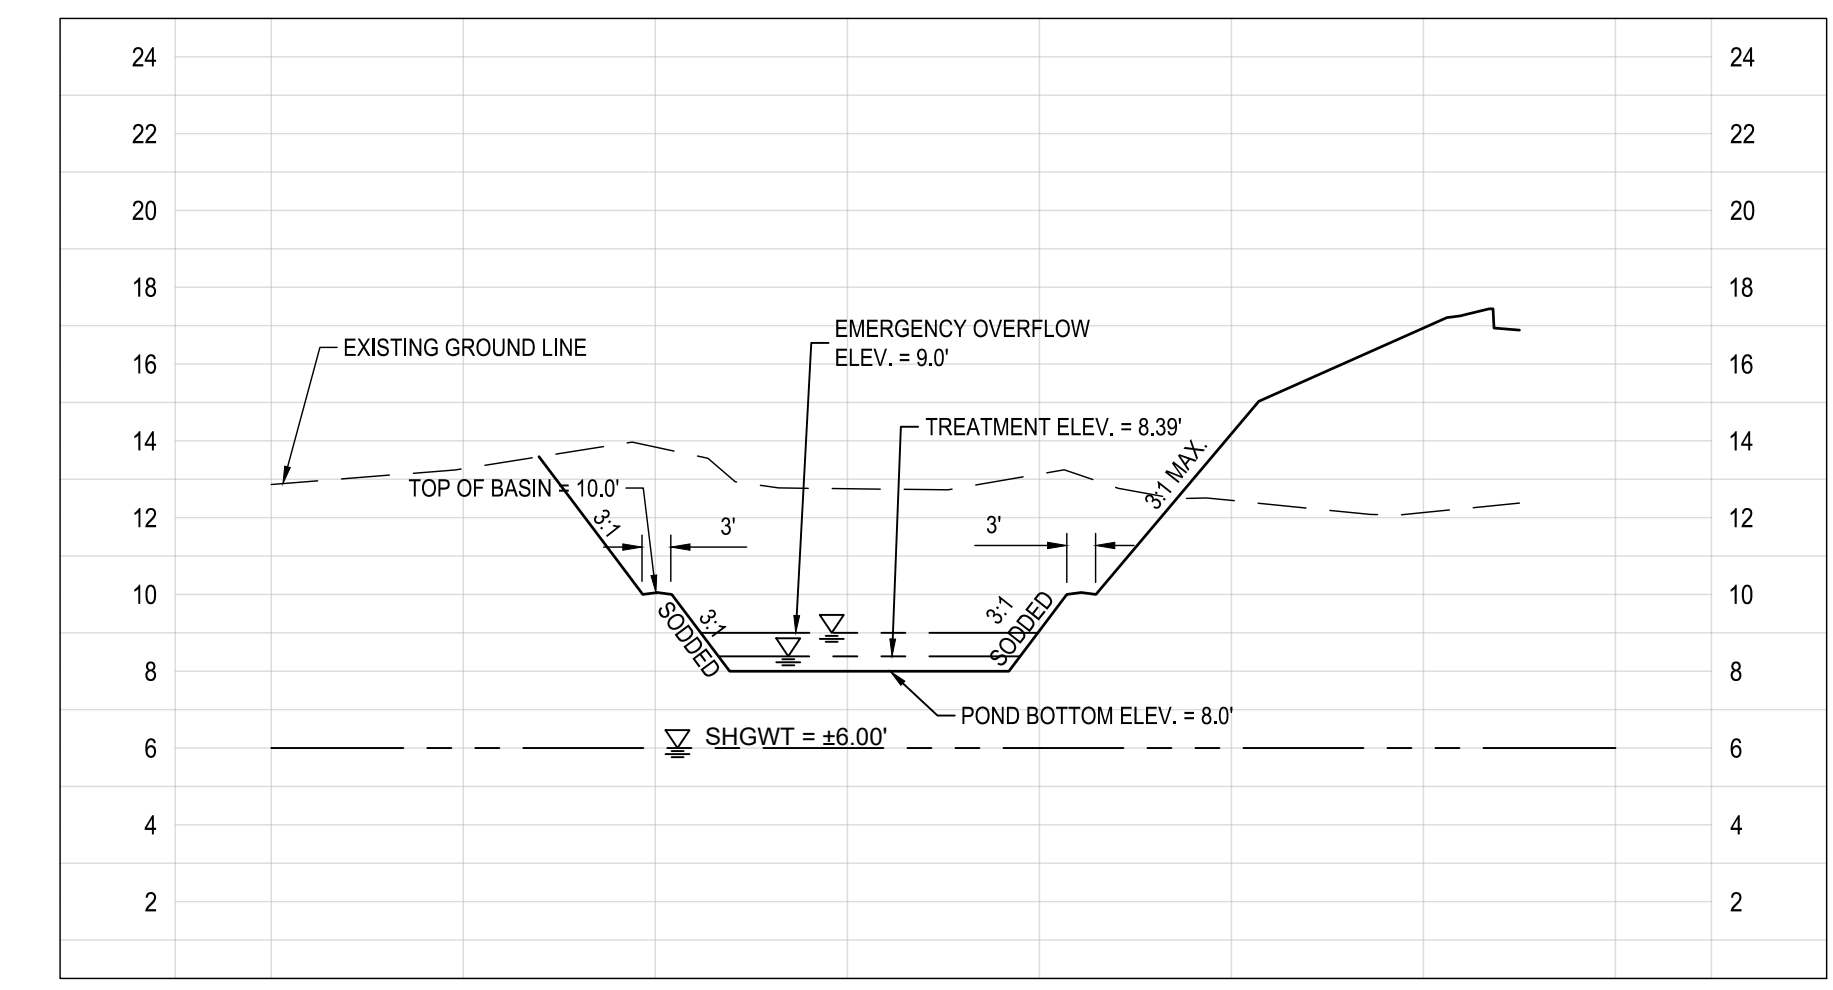 24 24
22 22
20 20
18 18
EMERGENCY OVERFLOW
ELEV. = 9.0'
EXISTING GROUND LINE
16 16
TREATMENT ELEV. = 8.39'
14 14
3:1 MAX.
TOP OF BASIN = 10.0'
12 12
3:1
3'
3'
10 10
3:1
3:1
SODDED
SODDED
8 8
POND BOTTOM ELEV. = 8.0'
SHGWT = ±6.00'
6 6
4 4
2 2